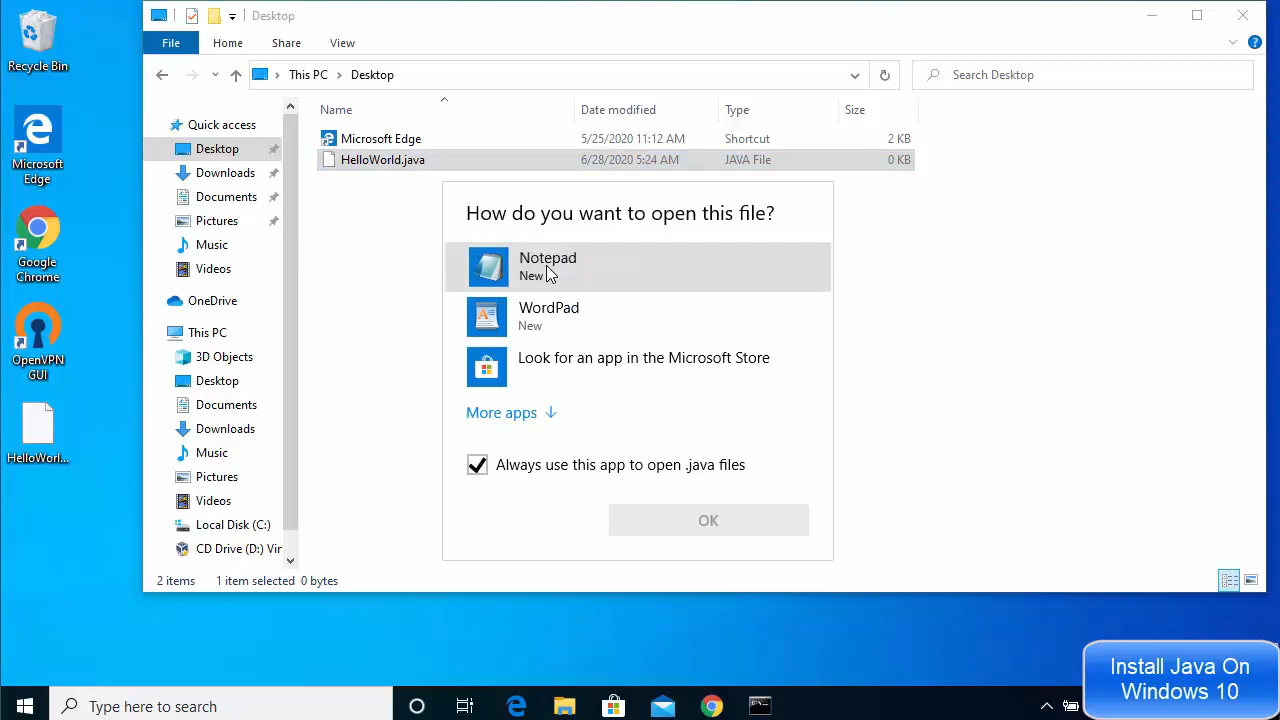 Recycle Bin
Microsoft
Edge
Google
Chrome
OpenVPN
GUI
HelloWorl...
Desktop
File
Home
Share
View
This PC
Desktop
Search Desktop
Quick access
Desktop
Downloads
Documents
Pictures
Music
Videos
OneDrive
This PC
3D Objects
Desktop
Documents
Downloads
Music
Pictures
Videos
Local Disk (C:)
CD Drive (D:) Vir
Name
Date modified
Type
Size
Microsoft Edge
5/25/2020 11:12 AM
Shortcut
2 KB
HelloWorld.java
6/28/2020 5:24 AM
JAVA File
0 KB
How do you want to open this file?
Notepad
New
WordPad
New
Look for an app in the Microsoft Store
More apps
Always use this app to open .java files
OK
2 items
1 item selected
0 bytes
Install Java On
Windows 10
Type here to search